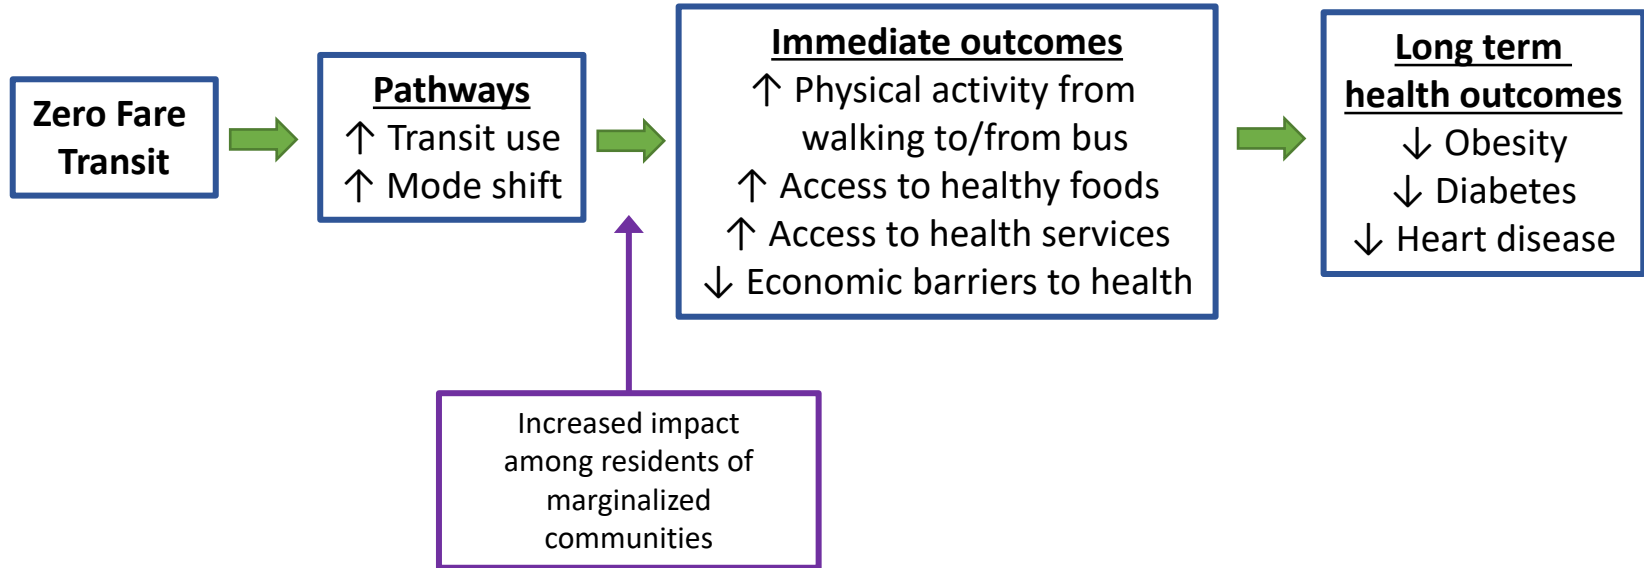 Zero Fare
Transit
Pathways
↑ Transit use
↑ Mode shift
Immediate outcomes
↑ Physical activity from
walking to/from bus
↑ Access to healthy foods
↑ Access to health services
↓ Economic barriers to health
Long term
health outcomes
↓ Obesity
↓ Diabetes
↓ Heart disease
Increased impact
among residents of
marginalized
communities